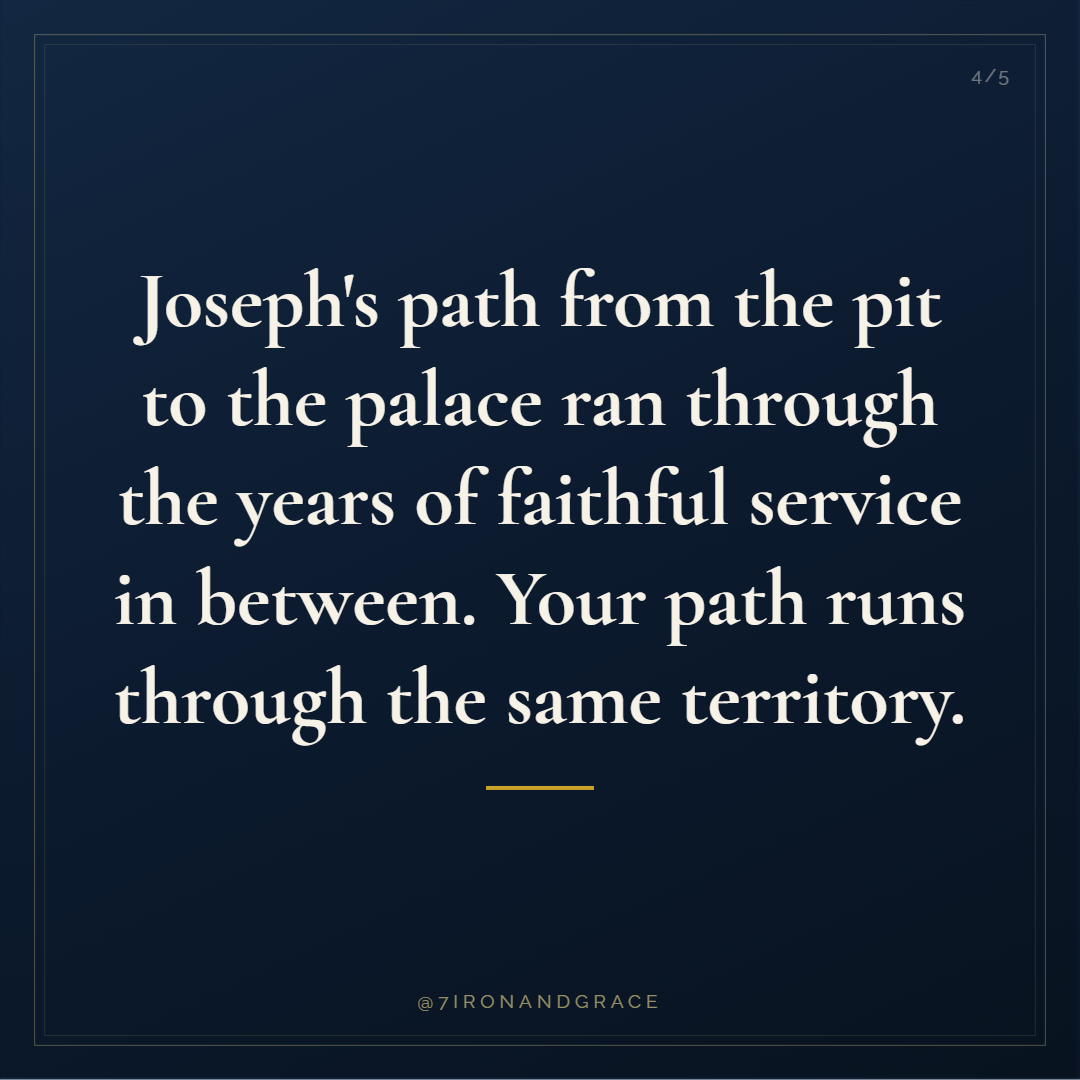 4/5
Joseph's path from the pit
to the palace ran through
the years of faithful service
in between. Your path runs
through the same territory.
@7IRONANDGRACE